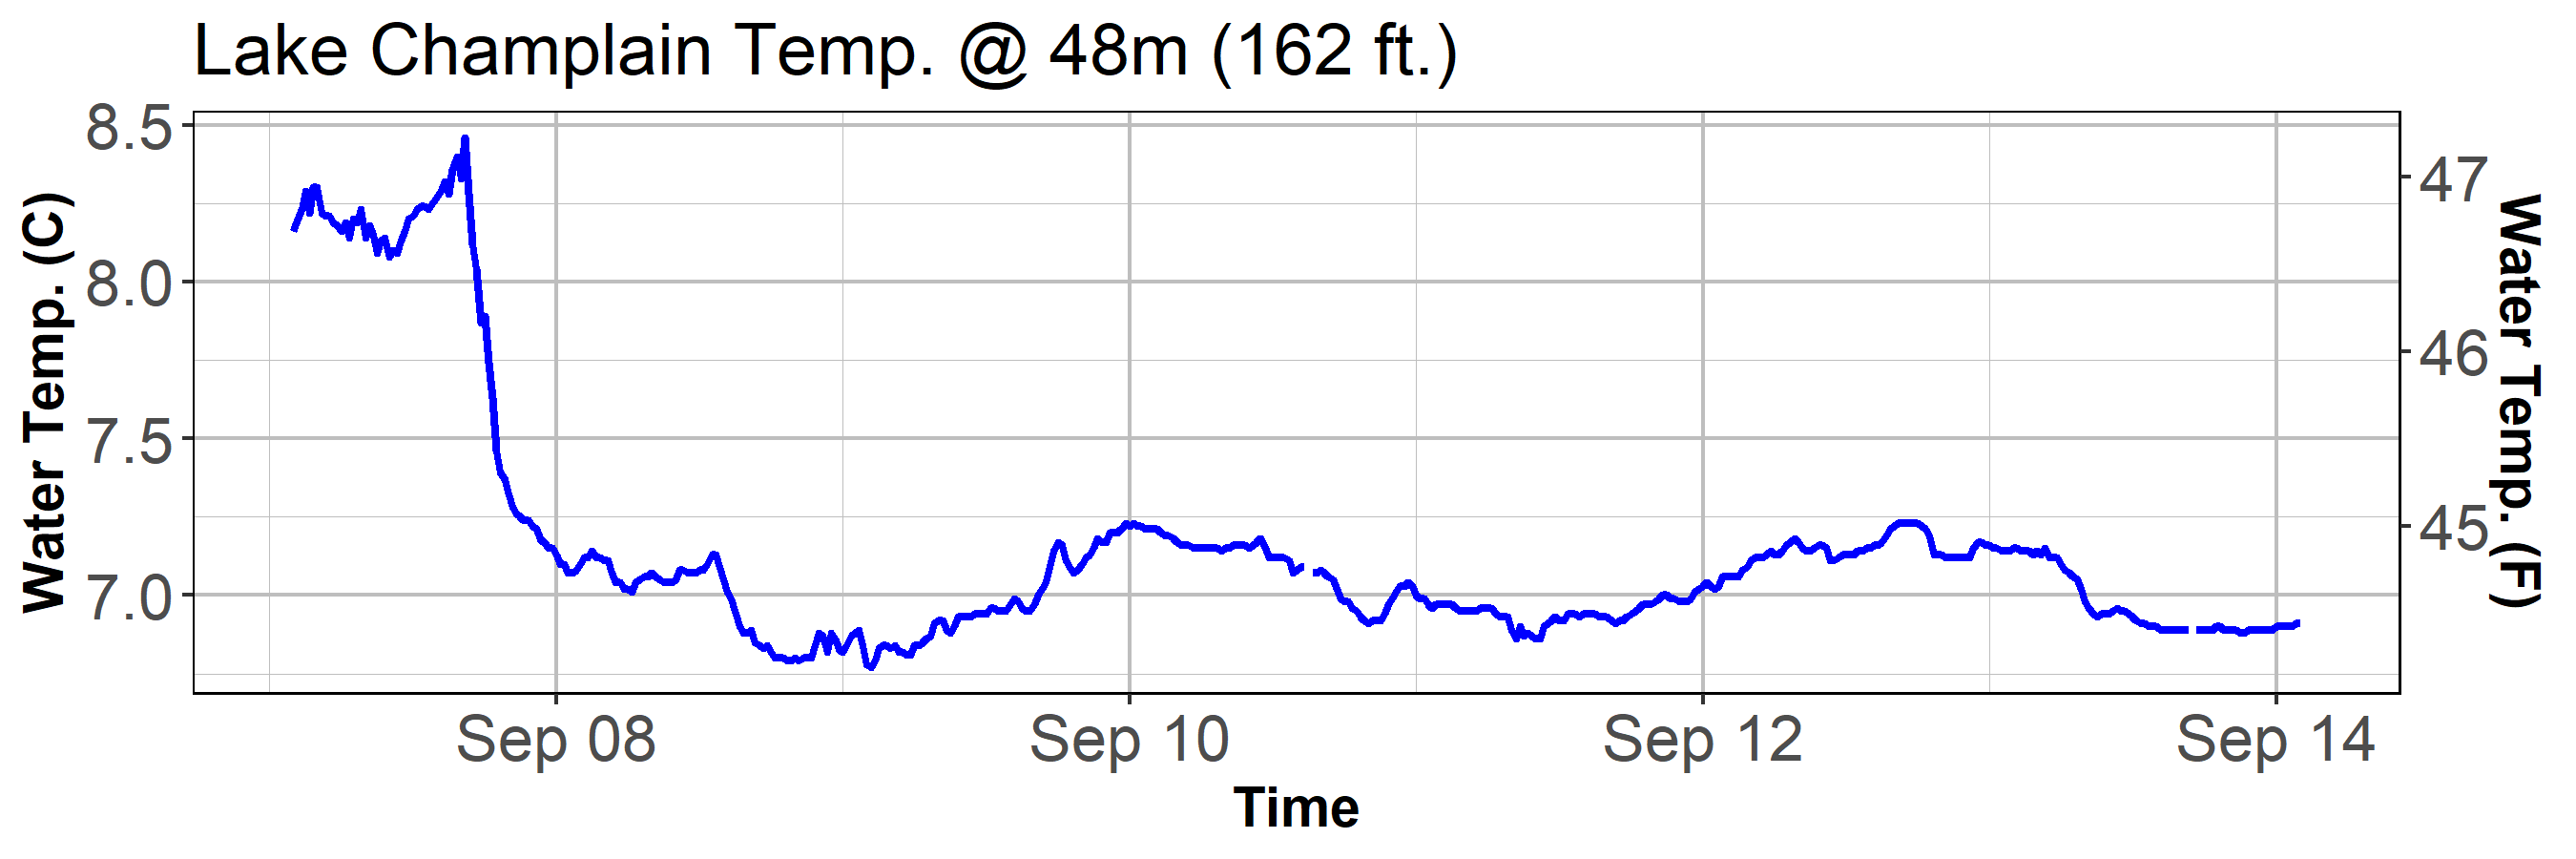 Lake Champlain Temp. @ 48m (162 ft.)
8.5
8.0
7.5
7.0
Water Temp. (C)
47
46
45
Water Temp. (F)
Sep 08 Sep 10 Sep 12 Sep 14
Time